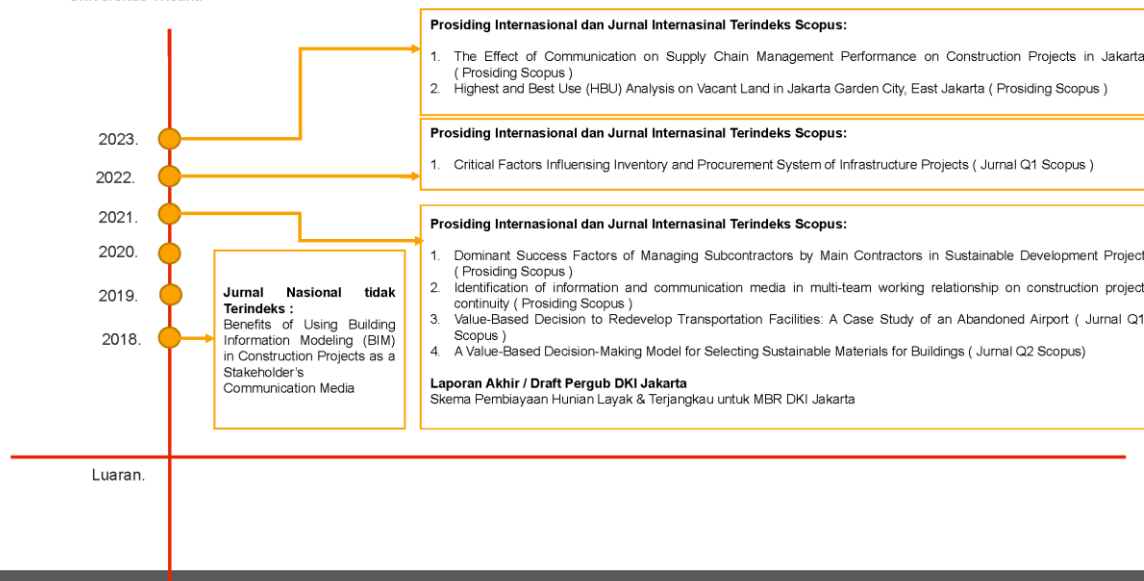 Prosiding Internasional dan Jurnal Internasinal Terindeks Scopus:
1. The Effect of Communication on Supply Chain Management Performance on Construction Projects in Jakarta
( Prosiding Scopus )
2. Highest and Best Use (HBU) Analysis on Vacant Land in Jakarta Garden City, East Jakarta ( Prosiding Scopus )
2023.
Prosiding Internasional dan Jurnal Internasinal Terindeks Scopus:
1. Critical Factors Influensing Inventory and Procurement System of Infrastructure Projects ( Jurnal Q1 Scopus )
2022.
2021.
Prosiding Internasional dan Jurnal Internasinal Terindeks Scopus:
1. Dominant Success Factors of Managing Subcontractors by Main Contractors in Sustainable Development Project
( Prosiding Scopus )
2. Identification of information and communication media in multi-team working relationship on construction project
continuity ( Prosiding Scopus )
3. Value-Based Decision to Redevelop Transportation Facilities: A Case Study of an Abandoned Airport ( Jurnal Q1
Scopus )
4. A Value-Based Decision-Making Model for Selecting Sustainable Materials for Buildings ( Jurnal Q2 Scopus)
Laporan Akhir / Draft Pergub DKI Jakarta
Skema Pembiayaan Hunian Layak & Terjangkau untuk MBR DKI Jakarta
2020.
2019.
2018.
Jurnal Nasional tidak
Terindeks :
Benefits of Using Building
Information Modeling (BIM)
in Construction Projects as a
Stakeholder's
Communication Media
Luaran.